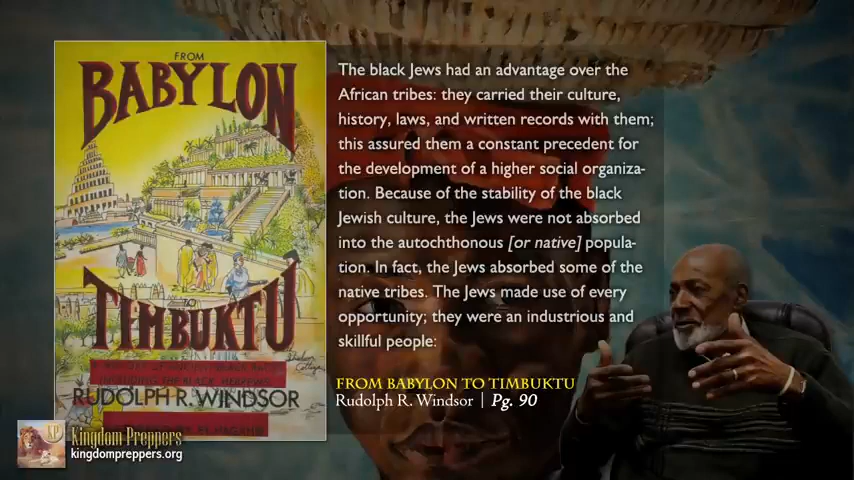 FROM
BABYLON
TO
TIMBUKTU
RUDOLPH R. WINDSOR
The black Jews had an advantage over the
African tribes: they carried their culture,
history, laws, and written records with them;
this assured them a constant precedent for
the development of a higher social organiza-
tion. Because of the stability of the black
Jewish culture, the Jews were not absorbed
into the autochthonous [or native] popula-
tion. In fact, the Jews absorbed some of the
native tribes. The Jews made use of every
opportunity; they were an industrious and
skillful people:
FROM BABYLON TO TIMBUKTU
Rudolph R. Windsor | Pg. 90
KP
Kingdom Preppers
kingdompreppers.org